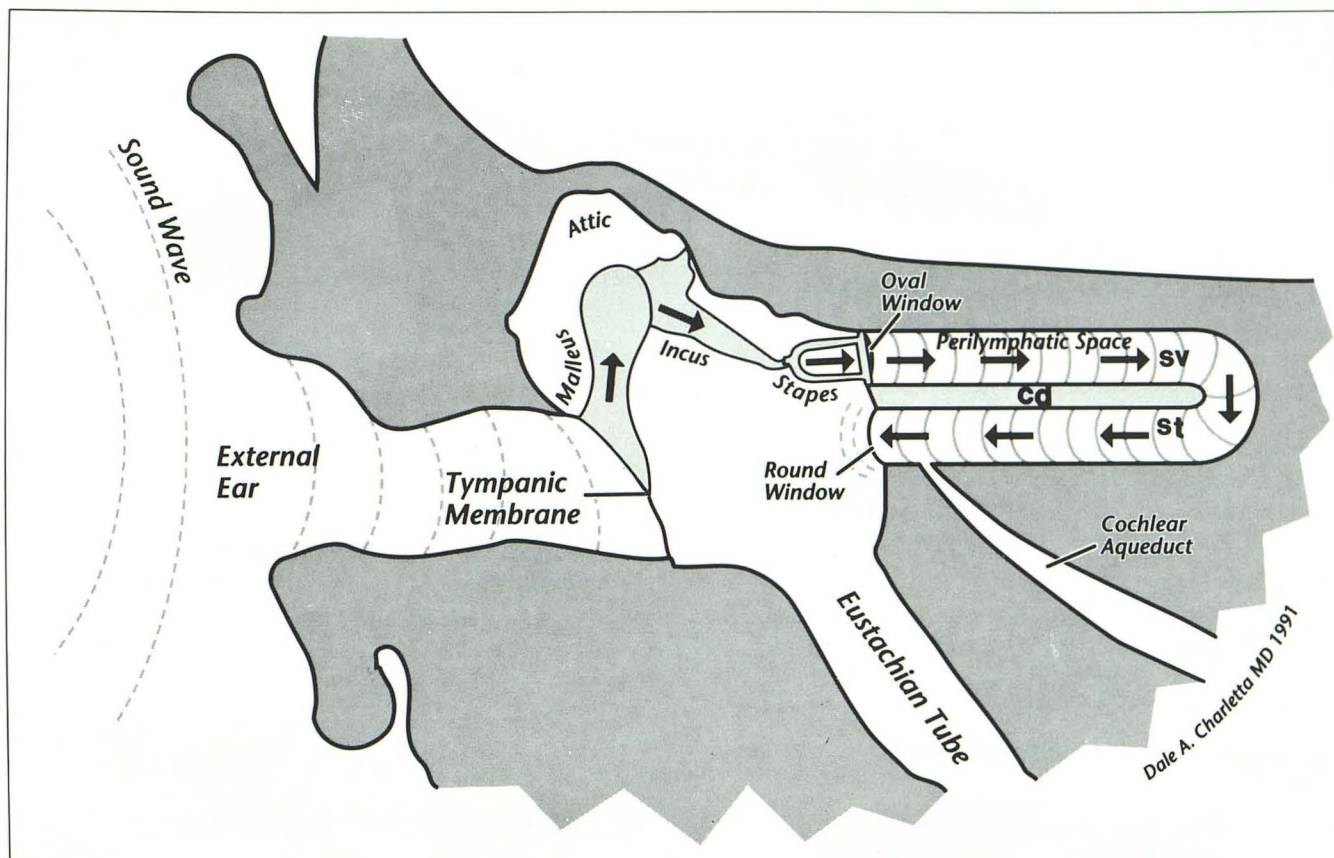 Sound Wave
Attic
Malleus
Incus
Stapes
Oval
Window
Perilymphatic Space
sv
cd
st
Round
Window
External
Ear
Tympanic
Membrane
Cochlear
Aqueduct
Eustachian Tube
Dale A. Charletta MD 1991